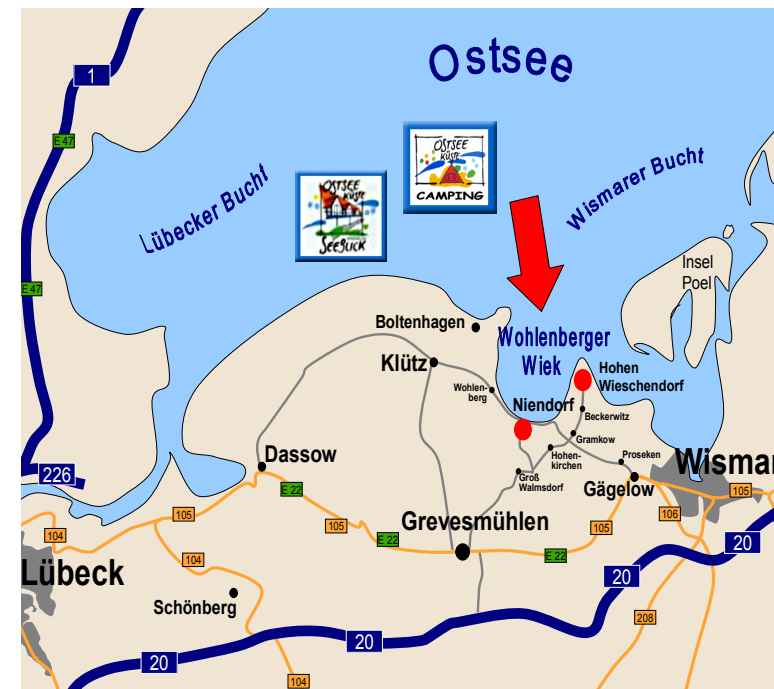 Ostsee
1
E 47
OSTSEE
KÜSTE
CAMPING
Wismarer Bucht
Lübecker Bucht
OSTSEE
KÜSTE
SEEBLICK
Insel
Poel
E 47
Boltenhagen
Wohlenberger
Wiek
Klütz
Hohen
Wieschendorf
Wohlen-
berg
Niendorf
Beckerwitz
Gramkow
Hohen-
kirchen
Proseken
Wismar
Dassow
226
Groß
Walmsdorf
Gägelow
E 22
105
105
105
106
105
104
Grevesmühlen
E 22
E 22
105
20
104
Lübeck
20
Schönberg
208
20
20
104